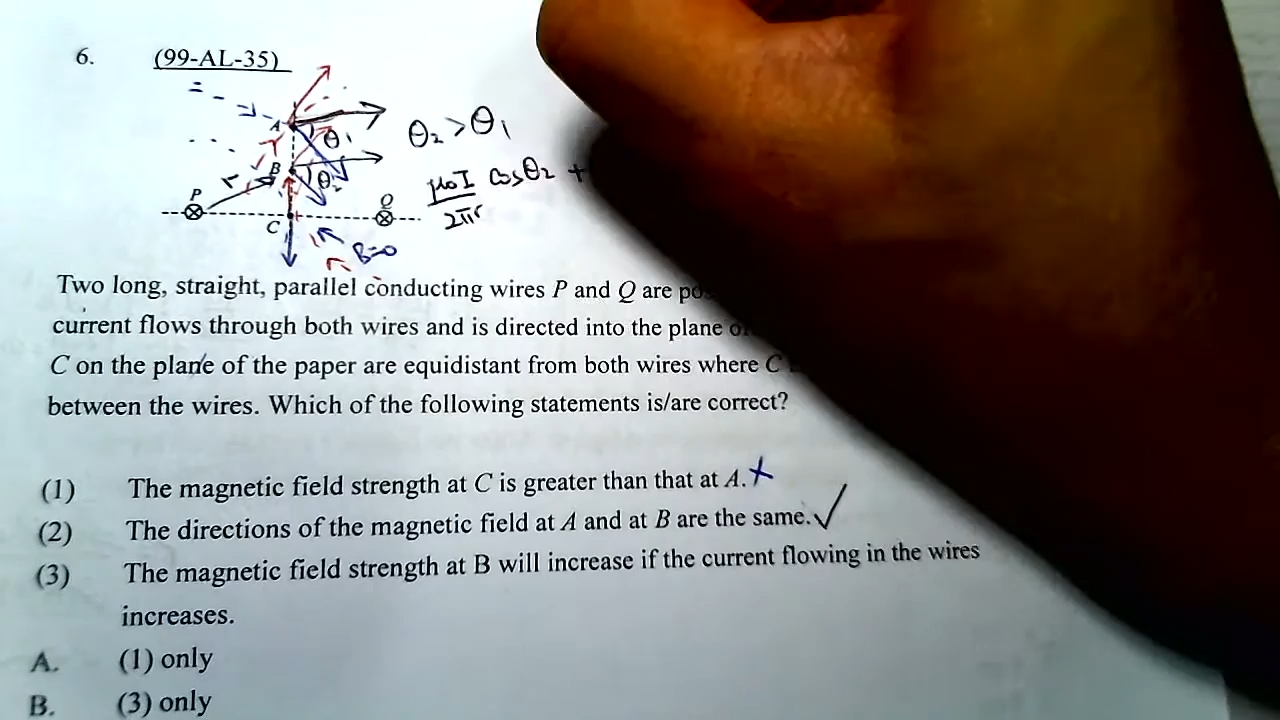 6. (99-AL-35)
A θ₁ θ₂ > θ₁
B θ₂
r
μ₀I/2πr cosθ₂ +
P Q
C
B=0
Two long, straight, parallel conducting wires P and Q are
current flows through both wires and is directed into the plane
C on the plane of the paper are equidistant from both wires where C
between the wires. Which of the following statements is/are correct?
(1) The magnetic field strength at C is greater than that at A. ✗
(2) The directions of the magnetic field at A and at B are the same. ✓
(3) The magnetic field strength at B will increase if the current flowing in the wires
increases.
A. (1) only
B. (3) only